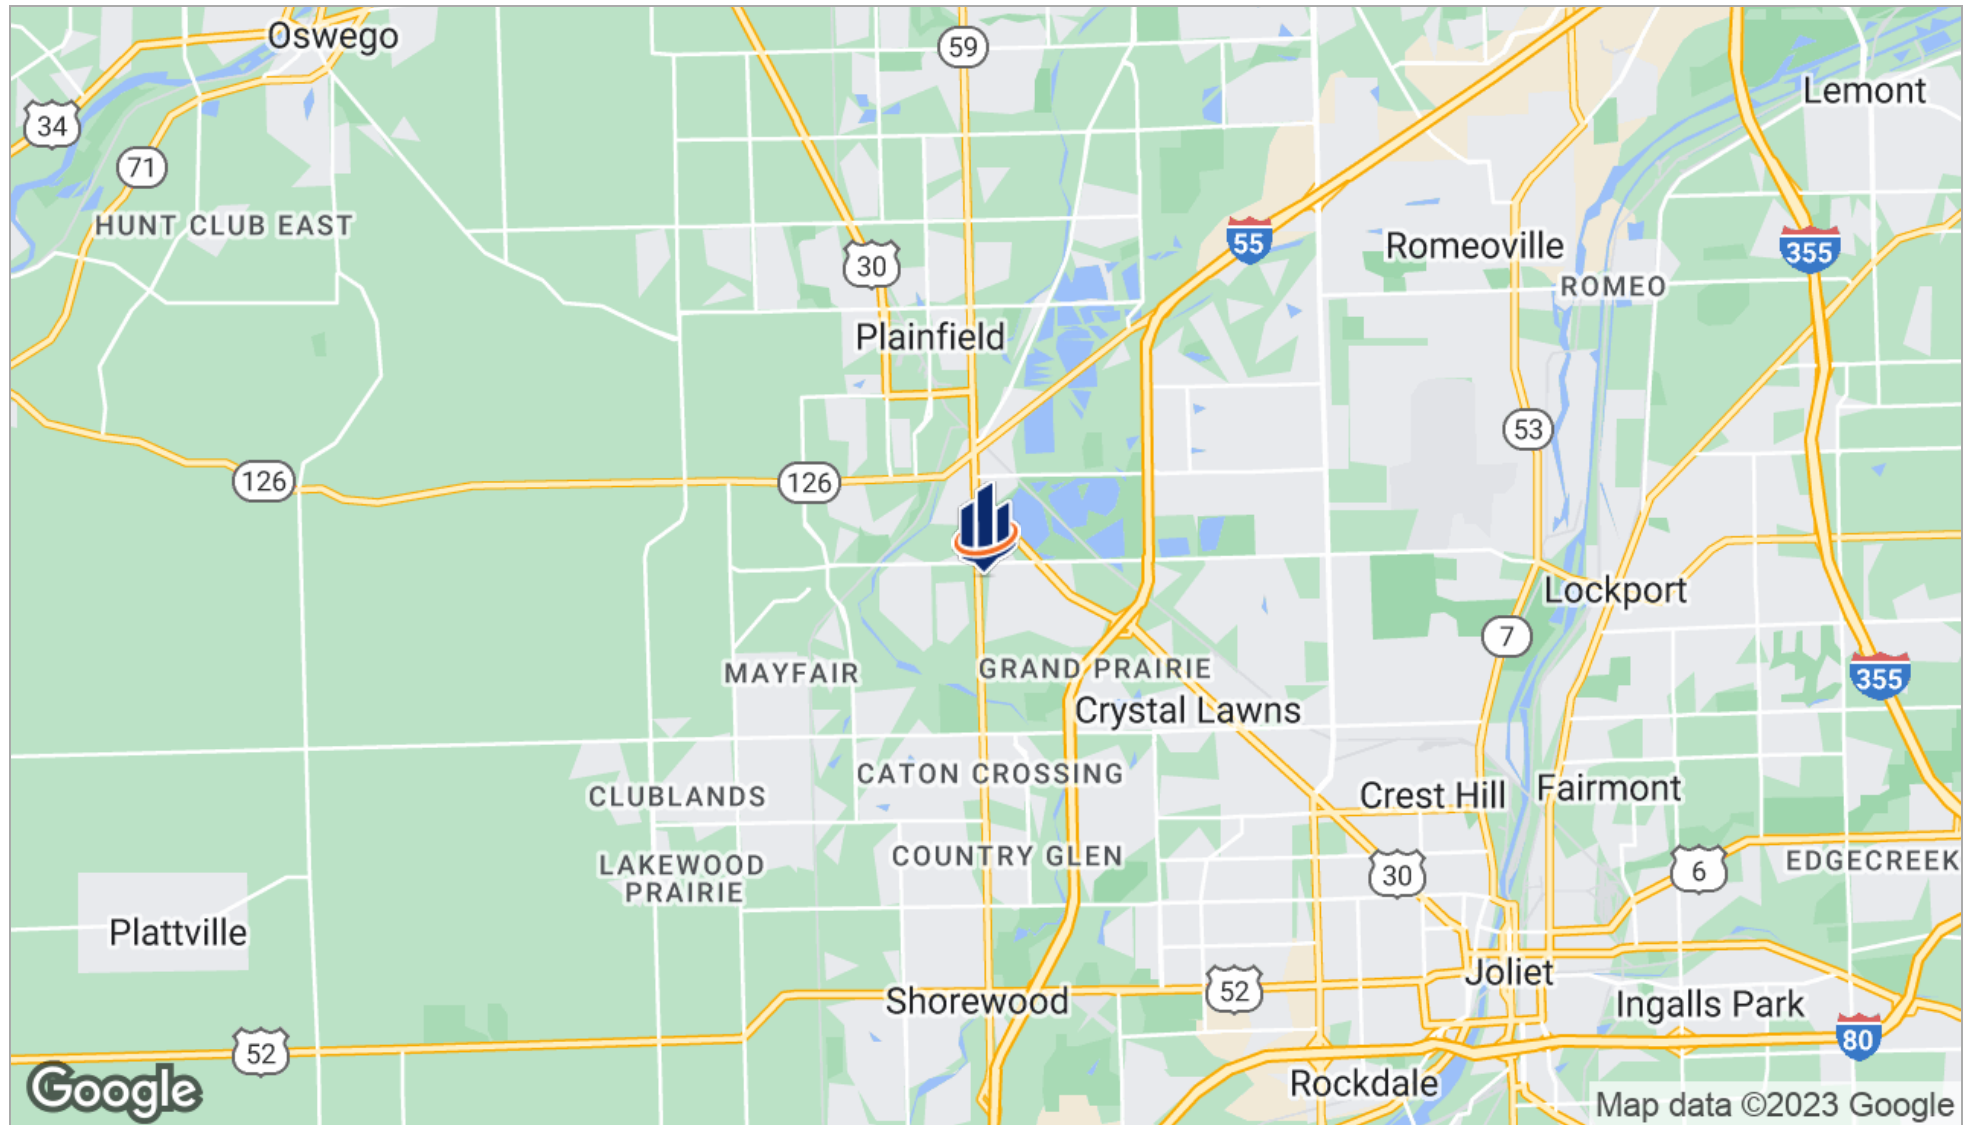 Oswego
59
Lemont
34
71
HUNT CLUB EAST
55
Romeoville
355
30
ROMEO
Plainfield
53
126
126
Lockport
7
MAYFAIR
GRAND PRAIRIE
355
Crystal Lawns
CATON CROSSING
CLUBLANDS
Crest Hill
Fairmont
COUNTRY GLEN
LAKEWOOD
PRAIRIE
30
6
EDGECREEK
Plattville
Joliet
52
Shorewood
Ingalls Park
52
80
Rockdale
Google
Map data ©2023 Google